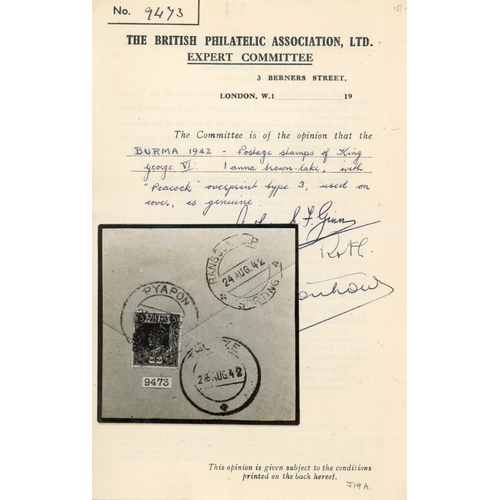 No. 9473
THE BRITISH PHILATELIC ASSOCIATION, LTD.
EXPERT COMMITTEE
3 BERNERS STREET,
LONDON, W.1 19
The Committee is of the opinion that the
BURMA 1942 - Postage stamps of King
George VI. 1 anna brown-lake, with
"Peacock" overprint type 3, used on
cover, is genuine.
PYAPON
24 AUG. 42
SORTING
26 AUG. 42
9473
This opinion is given subject to the conditions
printed on the back hereof.
J19A.